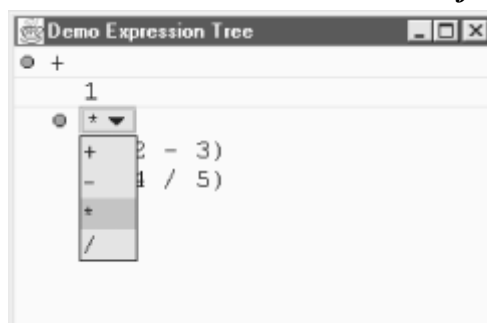 Demo Expression Tree
+
1
*
+ 2 - 3)
- 4 / 5)
*
/